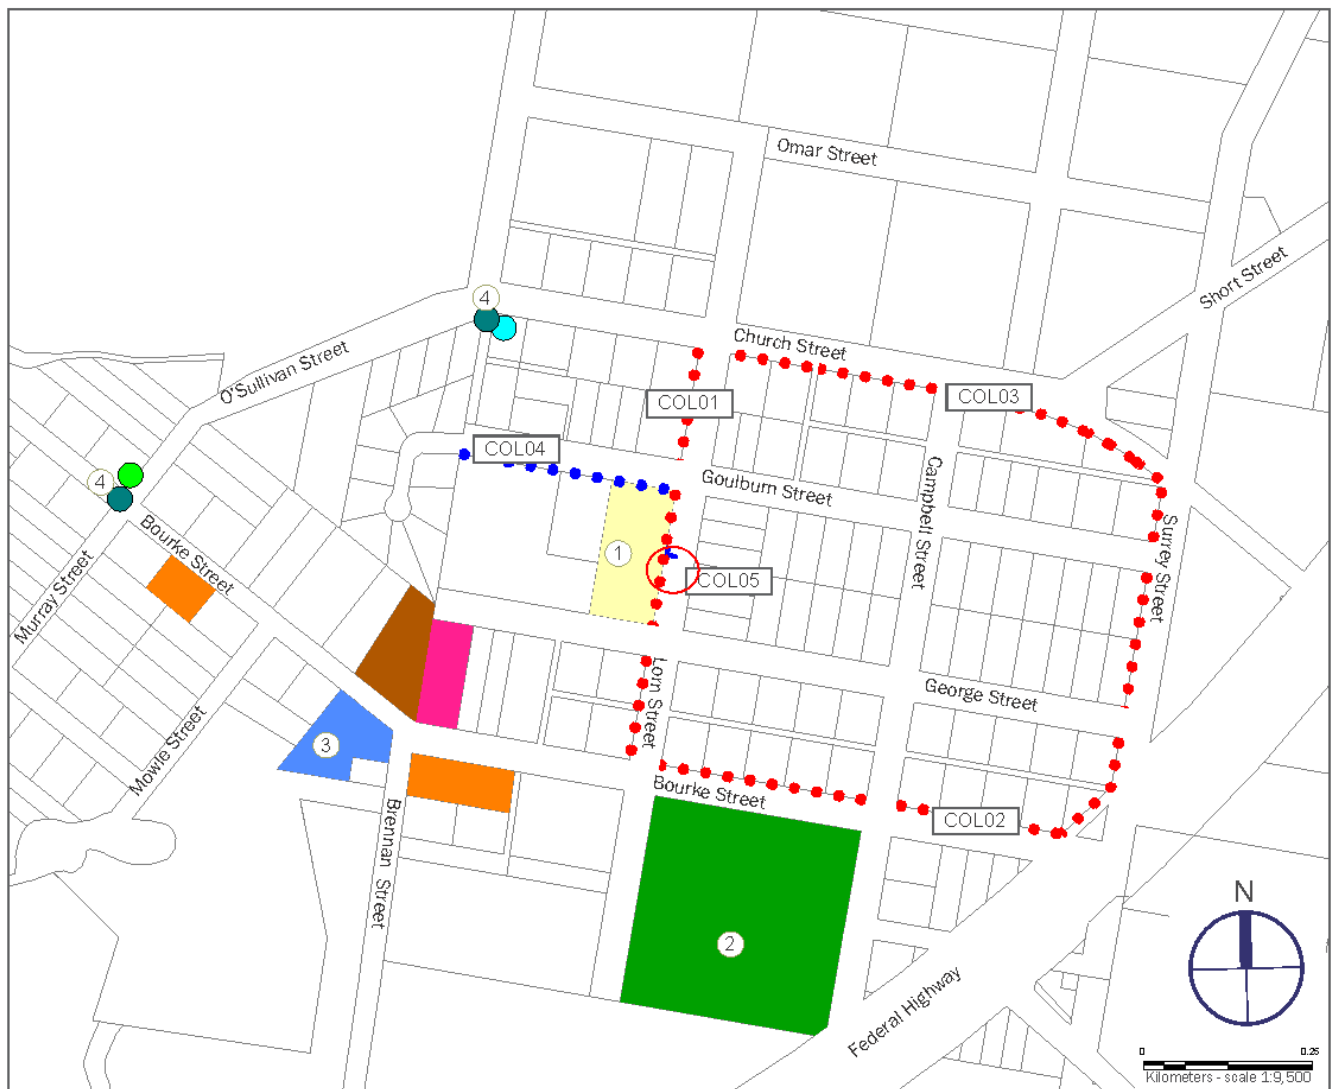 Omar Street
Short Street
4
Church Street
O'Sullivan Street
COL01
COL03
COL04
Goulburn Street
Campbell Street
4
Bourke Street
Surrey Street
1
COL05
Murray Street
Lorn Street
George Street
Mowle Street
3
Bourke Street
Brennan Street
COL02
2
N
Federal Highway
0 0.25
Kilometers - scale 1:9,500